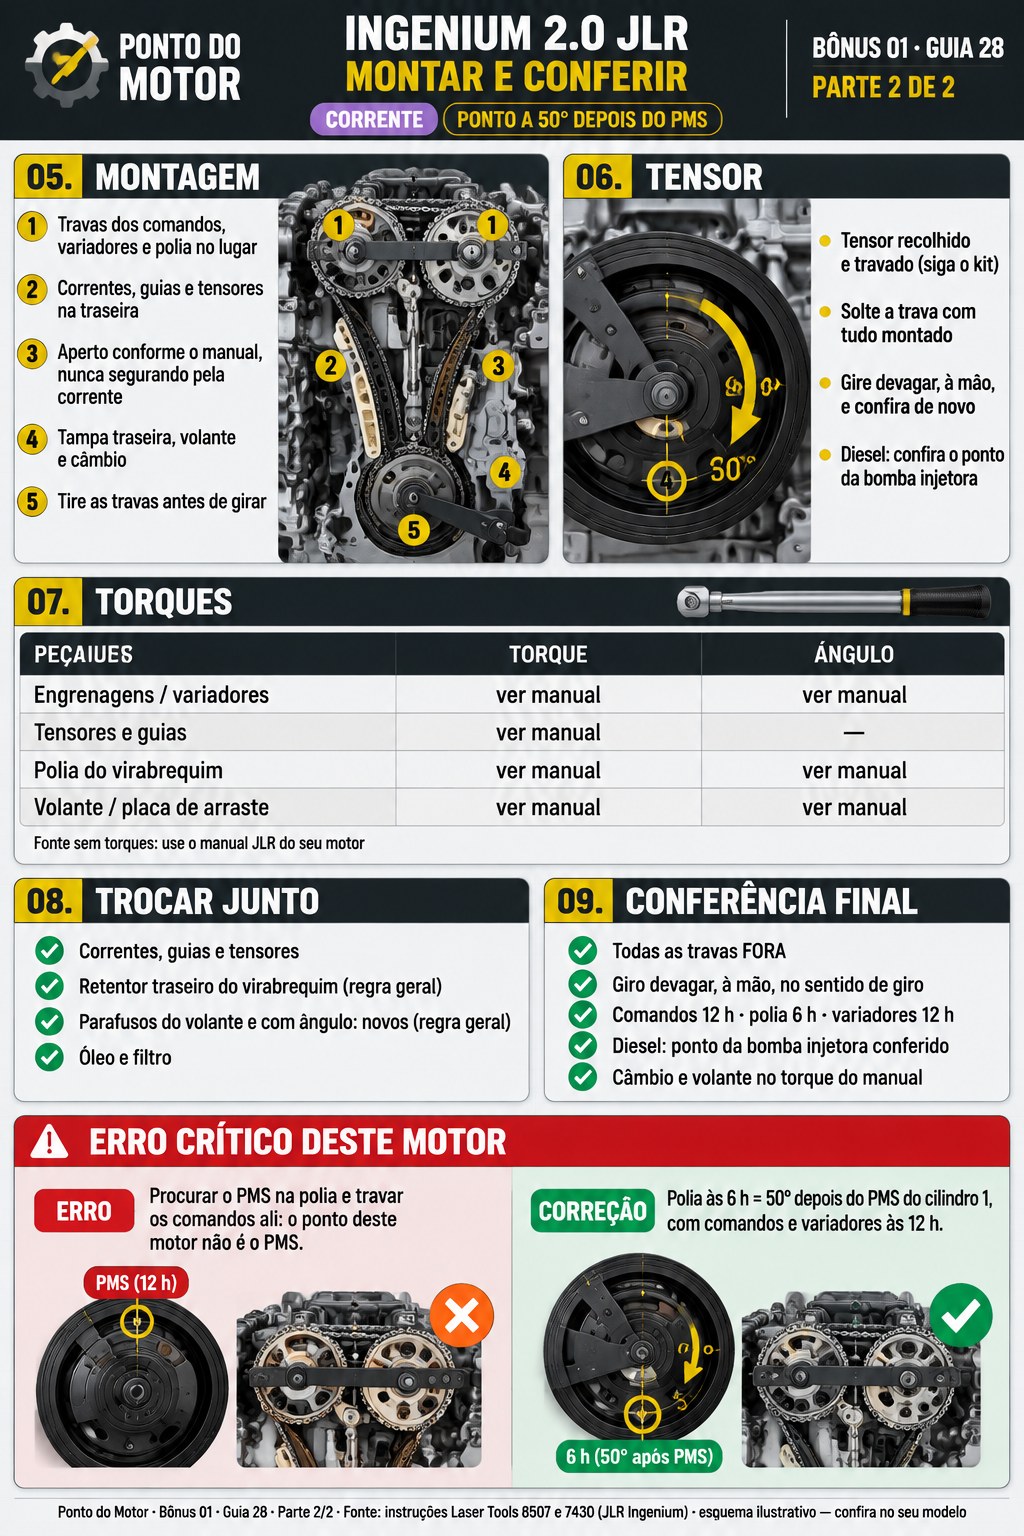 PONTO DO
MOTOR
INGENIUM 2.0 JLR
MONTAR E CONFERIR
CORRENTE
PONTO A 50° DEPOIS DO PMS
BÔNUS 01 · GUIA 28
PARTE 2 DE 2
05. MONTAGEM
1 Travas dos comandos,
variadores e polia no lugar
2 Correntes, guias e tensores
na traseira
3 Aperto conforme o manual,
nunca segurando pela
corrente
4 Tampa traseira, volante
e câmbio
5 Tire as travas antes de girar
1
1
2
3
4
5
06. TENSOR
Tensor recolhido
e travado (siga o kit)
Solte a trava com
tudo montado
Gire devagar, à mâo,
e confira de novo
Diesel: confira o ponto
da bomba injetora
4
07. TORQUES
PEÇAIUES TORQUE ÁNGULO
Engrenagens / variadores ver manual ver manual
Tensores e guias ver manual —
Polia do virabrequim ver manual ver manual
Volante / placa de arraste ver manual ver manual
Fonte sem torques: use o manual JLR do seu motor
08. TROCAR JUNTO
Correntes, guias e tensores
Retentor traseiro do virabrequim (regra geral)
Parafusos do volante e com ângulo: novos (regra geral)
Óleo e filtro
09. CONFERÊNCIA FINAL
Todas as travas FORA
Giro devagar, à mão, no sentido de giro
Comandos 12 h · polia 6 h · variadores 12 h
Diesel: ponto da bomba injetora conferido
Câmbio e volante no torque do manual
ERRO CRÍTICO DESTE MOTOR
ERRO
Procurar o PMS na polia e travar
os comandos ali: o ponto deste
motor não é o PMS.
PMS (12 h)
CORREÇÃO
Polia às 6 h = 50° depois do PMS do cilindro 1,
com comandos e variadores às 12 h.
6 h (50° após PMS)
Ponto do Motor · Bônus 01 · Guia 28 · Parte 2/2 · Fonte: instruções Laser Tools 8507 e 7430 (JLR Ingenium) · esquema ilustrativo — confira no seu modelo